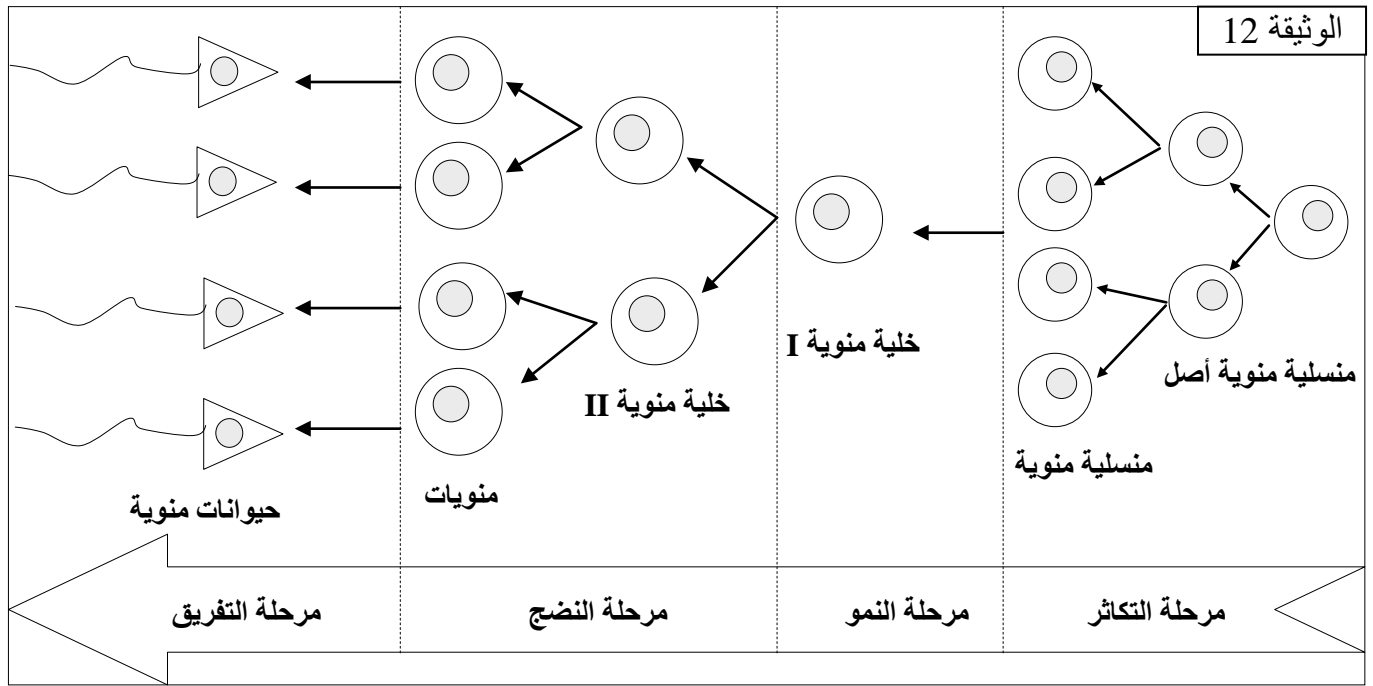 الوثيقة 12
منسلية منوية أصل
منسلية منوية
خلية منوية I
خلية منوية II
منويات
حيوانات منوية
مرحلة التكاثر
مرحلة النمو
مرحلة النضج
مرحلة التفريق